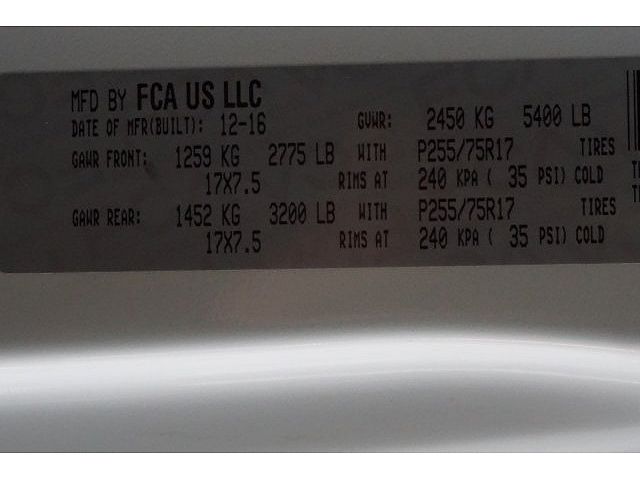 MFD BY FCA US LLC
DATE OF MFR(BUILT): 12-16 GVWR: 2450 KG 5400 LB
GAWR FRONT: 1259 KG 2775 LB WITH P255/75R17 TIRES
17X7.5 RIMS AT 240 KPA ( 35 PSI) COLD
GAWR REAR: 1452 KG 3200 LB WITH P255/75R17 TIRES
17X7.5 RIMS AT 240 KPA ( 35 PSI) COLD